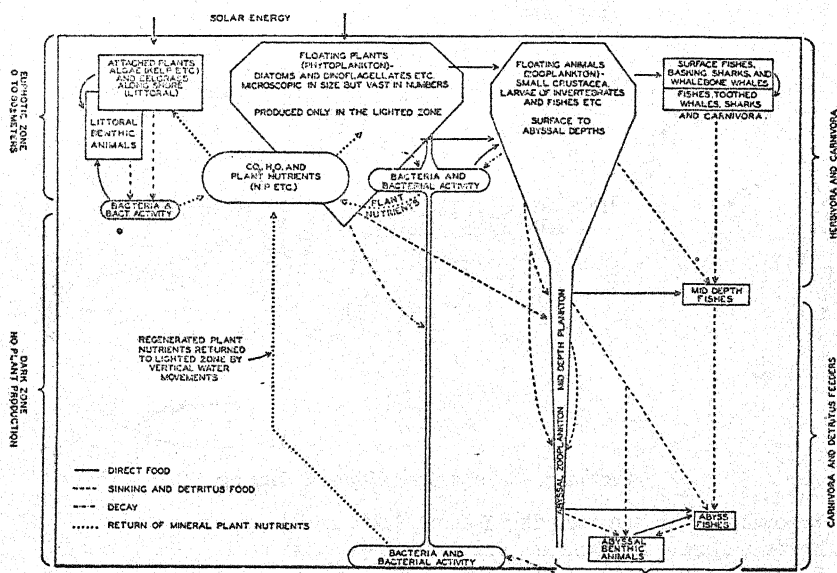 SOLAR ENERGY
ATTACHED PLANTS
ALGAE (KELP ETC)
AND EELGRASS
ALONG SHORE
(LITTORAL)
LITTORAL
BENTHIC
ANIMALS
BACTERIA &
BACT ACTIVITY
FLOATING PLANTS
(PHYTOPLANKTON)-
DIATOMS AND DINOFLAGELLATES ETC.
MICROSCOPIC IN SIZE BUT VAST IN NUMBERS
PRODUCED ONLY IN THE LIGHTED ZONE
CO₂, H₂O, AND
PLANT NUTRIENTS
(N P ETC.)
BACTERIA AND
BACTERIAL ACTIVITY
PLANT
NUTRIENTS
FLOATING ANIMALS
(ZOOPLANKTON)-
SMALL CRUSTACEA,
LARVAE OF INVERTEBRATES
AND FISHES ETC
SURFACE TO
ABYSSAL DEPTHS
SURFACE FISHES,
BASKING SHARKS, AND
WHALEBONE WHALES
FISHES, TOOTHED
WHALES, SHARKS
AND CARNIVORA.
MID DEPTH
FISHES
MID DEPTH PLANKTON
ABYSSAL ZOOPLANKTON
REGENERATED PLANT
NUTRIENTS RETURNED
TO LIGHTED ZONE BY
VERTICAL WATER
MOVEMENTS
DIRECT FOOD
SINKING AND DETRITUS FOOD
DECAY
RETURN OF MINERAL PLANT NUTRIENTS
BACTERIA AND
BACTERIAL ACTIVITY
ABYSS
FISHES
ABYSSAL
BENTHIC
ANIMALS
EUPHOTIC ZONE
DARK ZONE
NO PLANT PRODUCTION
HERBIVORA AND CARNIVORA
CARNIVORA AND DETRITUS FEEDERS